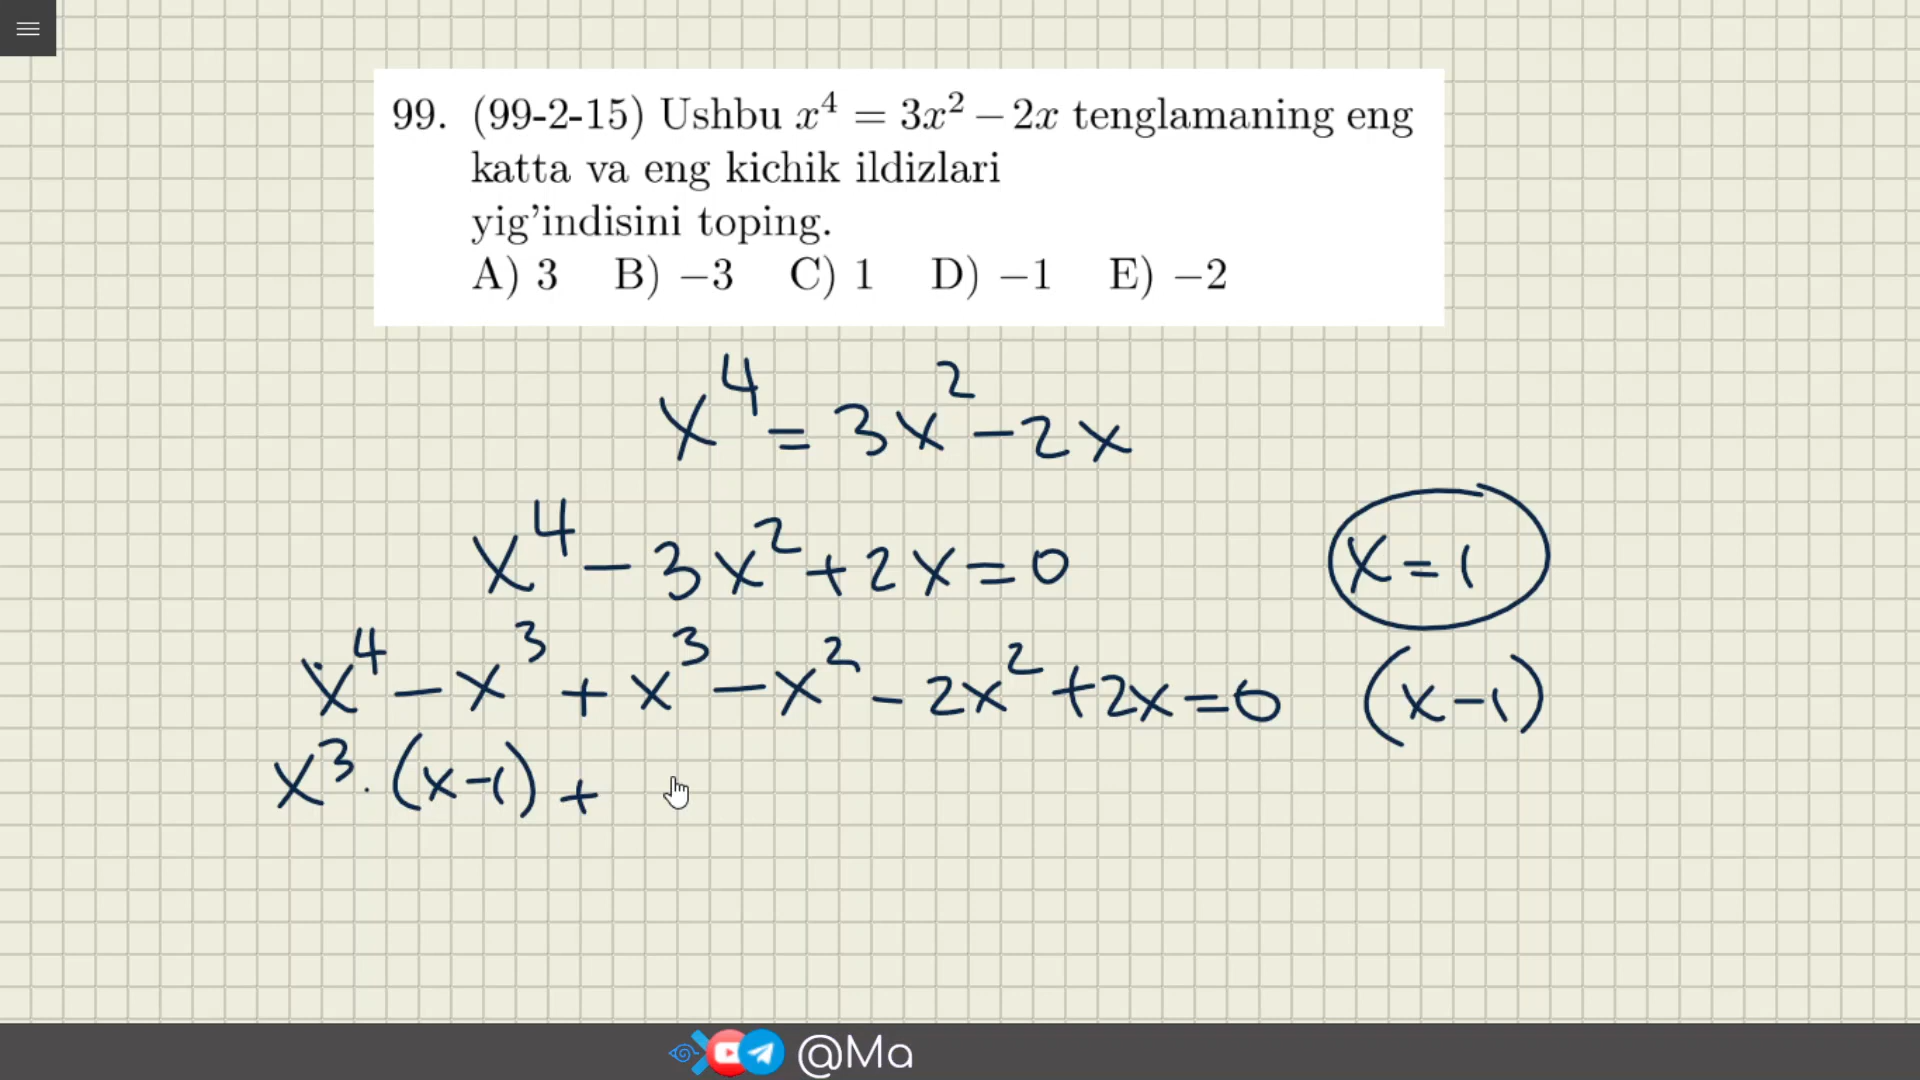 99. (99-2-15) Ushbu x⁴ = 3x² − 2x tenglamaning eng
katta va eng kichik ildizlari
yig’indisini toping.
A) 3 B) −3 C) 1 D) −1 E) −2
x⁴ = 3x² − 2x
x⁴ − 3x² + 2x = 0
x = 1
x⁴ − x³ + x³ − x² − 2x² + 2x = 0
(x − 1)
x³ · (x − 1) +
@Ma